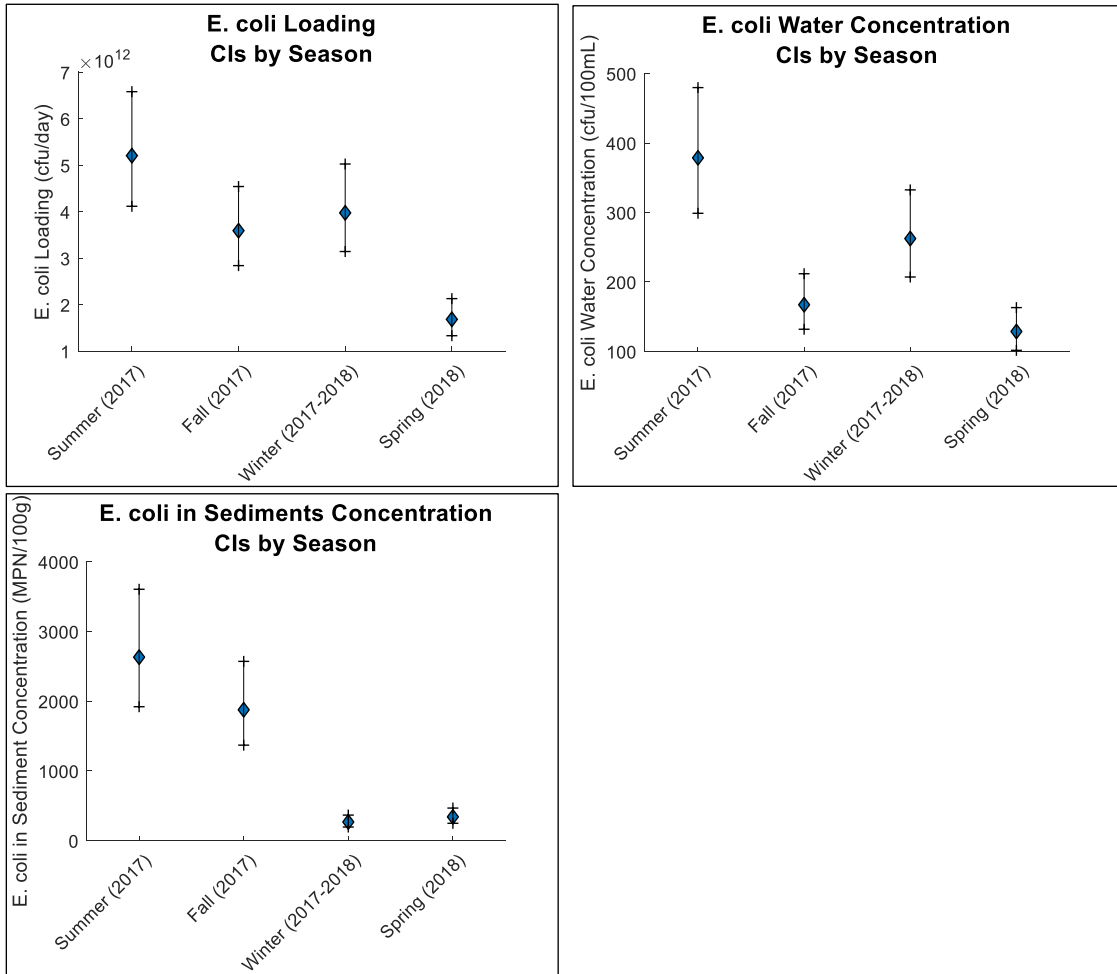 E. coli Loading
CIs by Season
×10^12
7
6
5
4
3
2
1
E. coli Loading (cfu/day)
Summer (2017)
Fall (2017)
Winter (2017-2018)
Spring (2018)
E. coli Water Concentration
CIs by Season
500
400
300
200
100
E. coli Water Concentration (cfu/100mL)
Summer (2017)
Fall (2017)
Winter (2017-2018)
Spring (2018)
E. coli in Sediments Concentration
CIs by Season
4000
3000
2000
1000
0
E. coli in Sediment Concentration (MPN/100g)
Summer (2017)
Fall (2017)
Winter (2017-2018)
Spring (2018)